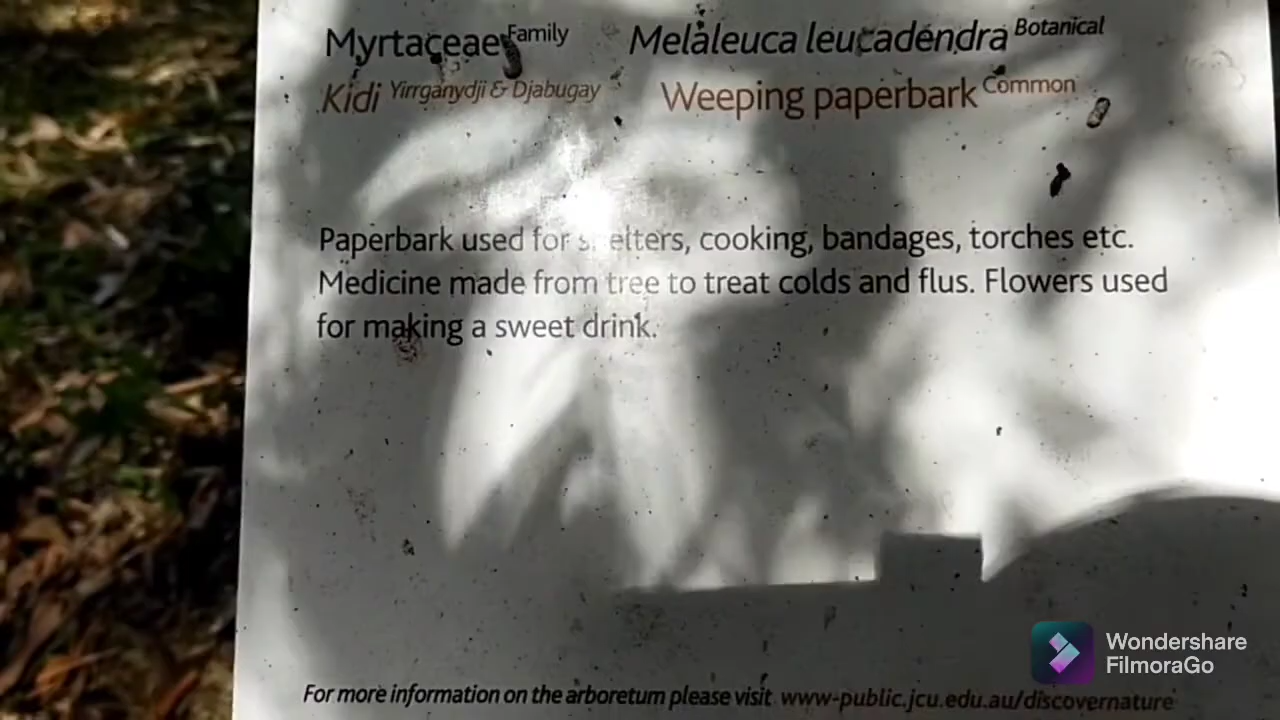 Myrtaceae Family Melaleuca leucadendra Botanical
Kidi Yirrganydji & Djabugay Weeping paperbark Common
Paperbark used for shelters, cooking, bandages, torches etc.
Medicine made from tree to treat colds and flus. Flowers used
for making a sweet drink.
For more information on the arboretum please visit www-public.jcu.edu.au/discovernature
Wondershare
FilmoraGo